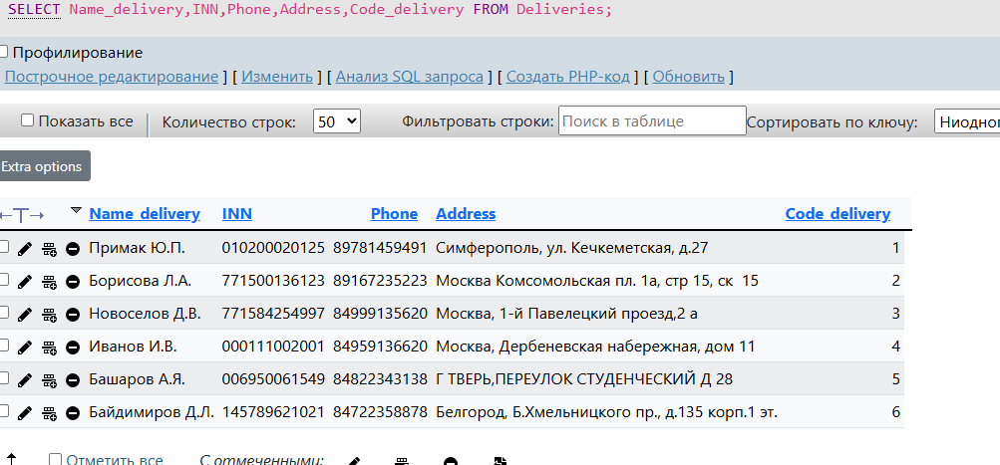 SELECT Name_delivery,INN,Phone,Address,Code_delivery FROM Deliveries;
Профилирование
Построчное редактирование ] [ Изменить ] [ Анализ SQL запроса ] [ Создать PHP-код ] [ Обновить ]
Показать все Количество строк: 50 Фильтровать строки: Поиск в таблице Сортировать по ключу: Ниодног
Extra options
←T→ Name_delivery INN Phone Address Code_delivery
Примак Ю.П. 010200020125 89781459491 Симферополь, ул. Кечкеметская, д.27 1
Борисова Л.А. 771500136123 89167235223 Москва Комсомольская пл. 1а, стр 15, ск 15 2
Новоселов Д.В. 771584254997 84999135620 Москва, 1-й Павелецкий проезд,2 а 3
Иванов И.В. 000111002001 84959136620 Москва, Дербеневская набережная, дом 11 4
Башаров А.Я. 006950061549 84822343138 Г ТВЕРЬ,ПЕРЕУЛОК СТУДЕНЧЕСКИЙ Д 28 5
Байдимиров Д.Л. 145789621021 84722358878 Белгород, Б.Хмельницкого пр., д.135 корп.1 эт. 6
Отметить все С отмеченными: